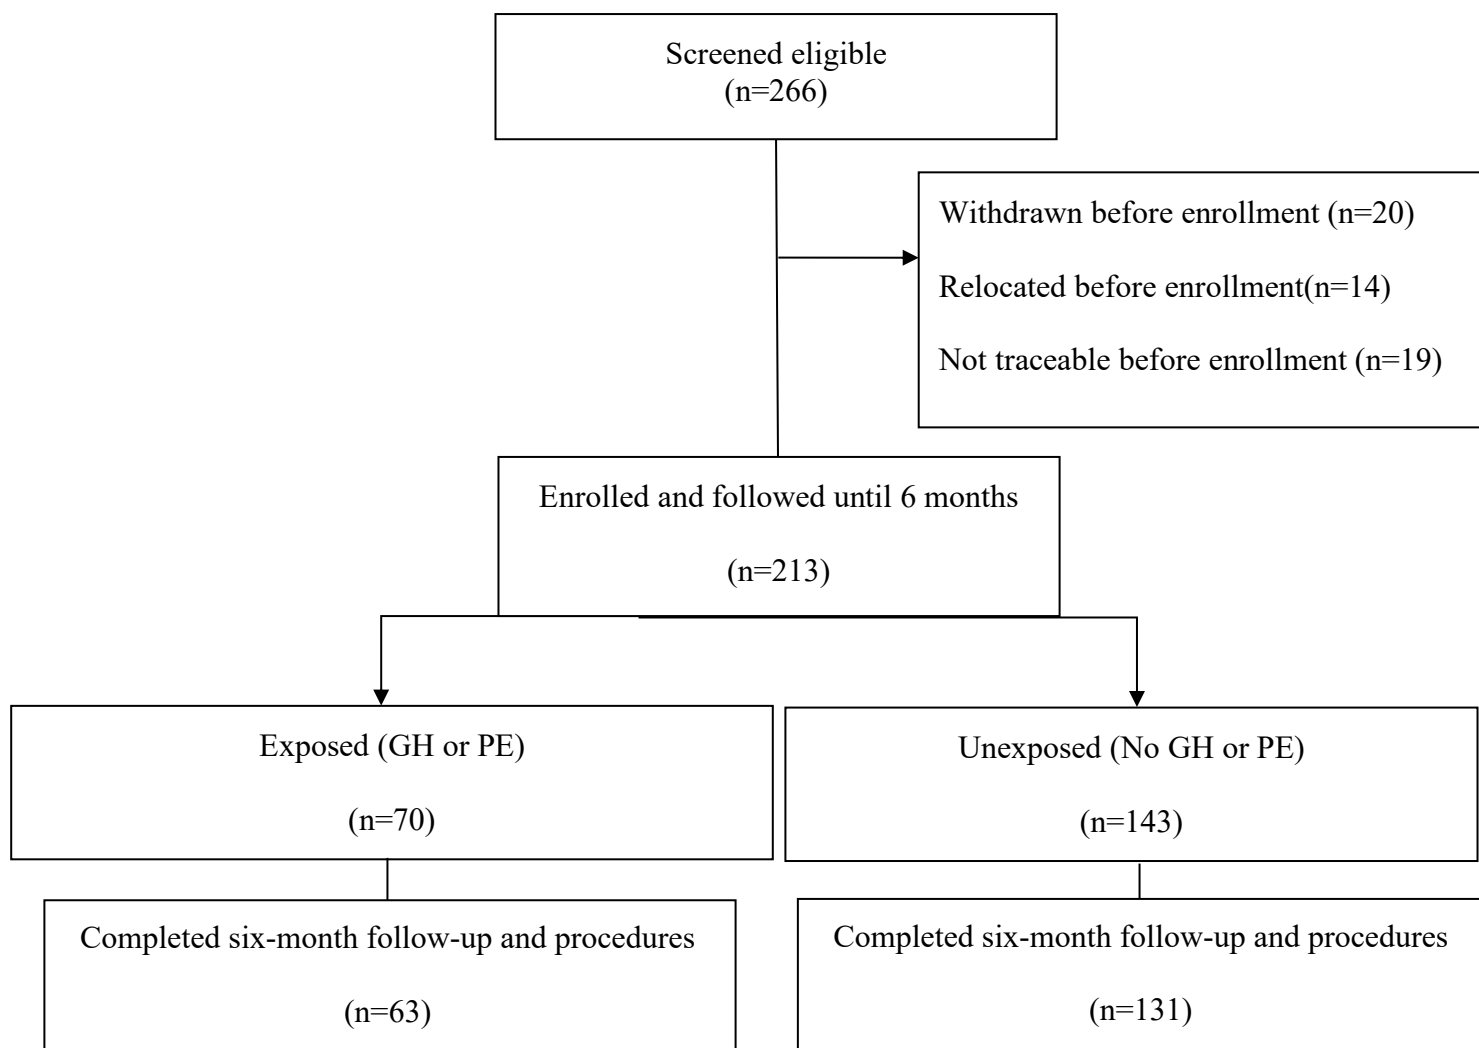 Screened eligible
(n=266)
Withdrawn before enrollment (n=20)
Relocated before enrollment(n=14)
Not traceable before enrollment (n=19)
Enrolled and followed until 6 months
(n=213)
Exposed (GH or PE)
(n=70)
Unexposed (No GH or PE)
(n=143)
Completed six-month follow-up and procedures
(n=63)
Completed six-month follow-up and procedures
(n=131)